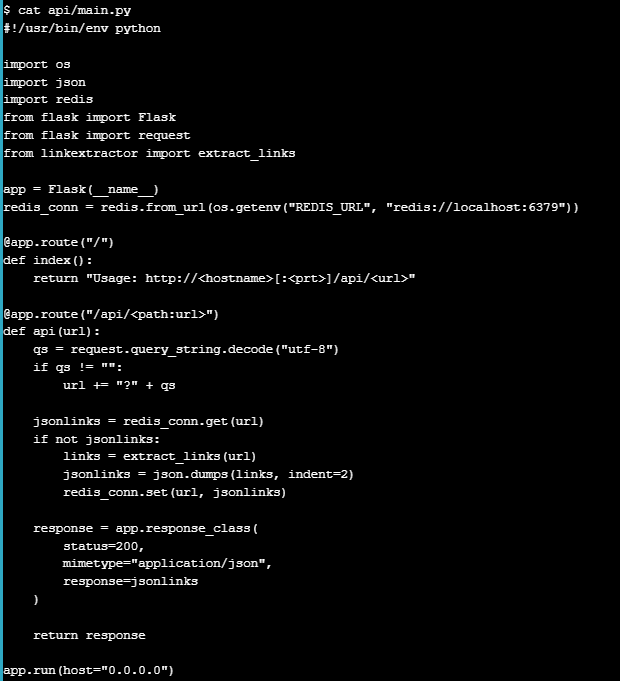 $ cat api/main.py
#!/usr/bin/env python

import os
import json
import redis
from flask import Flask
from flask import request
from linkextractor import extract_links

app = Flask(__name__)
redis_conn = redis.from_url(os.getenv("REDIS_URL", "redis://localhost:6379"))

@app.route("/")
def index():
    return "Usage: http://<hostname>[:<prt>]/api/<url>"

@app.route("/api/<path:url>")
def api(url):
    qs = request.query_string.decode("utf-8")
    if qs != "":
        url += "?" + qs

    jsonlinks = redis_conn.get(url)
    if not jsonlinks:
        links = extract_links(url)
        jsonlinks = json.dumps(links, indent=2)
        redis_conn.set(url, jsonlinks)

    response = app.response_class(
        status=200,
        mimetype="application/json",
        response=jsonlinks
    )

    return response

app.run(host="0.0.0.0")